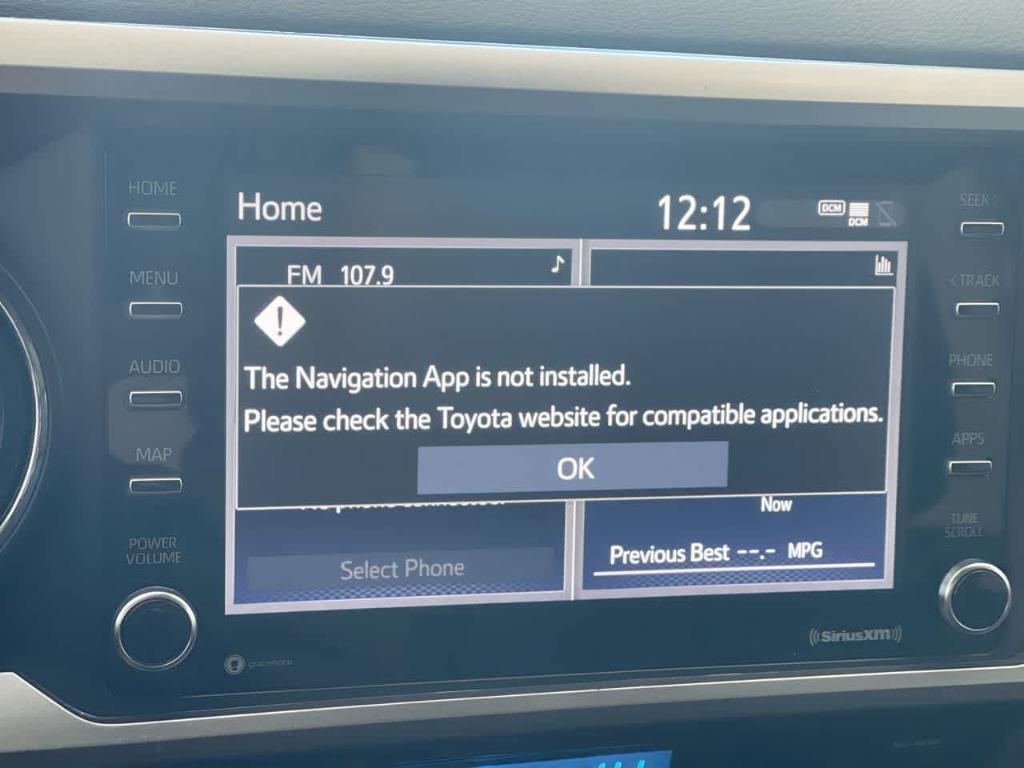 HOME
Home
12:12
DCM
DCM
SEEK>
MENU
FM 107.9
<TRACK
The Navigation App is not installed.
AUDIO
PHONE
Please check the Toyota website for compatible applications.
MAP
OK
APPS
Now
POWER
VOLUME
Previous Best --.- MPG
TUNE
SCROLL
Select Phone
SiriusXM
gracenote